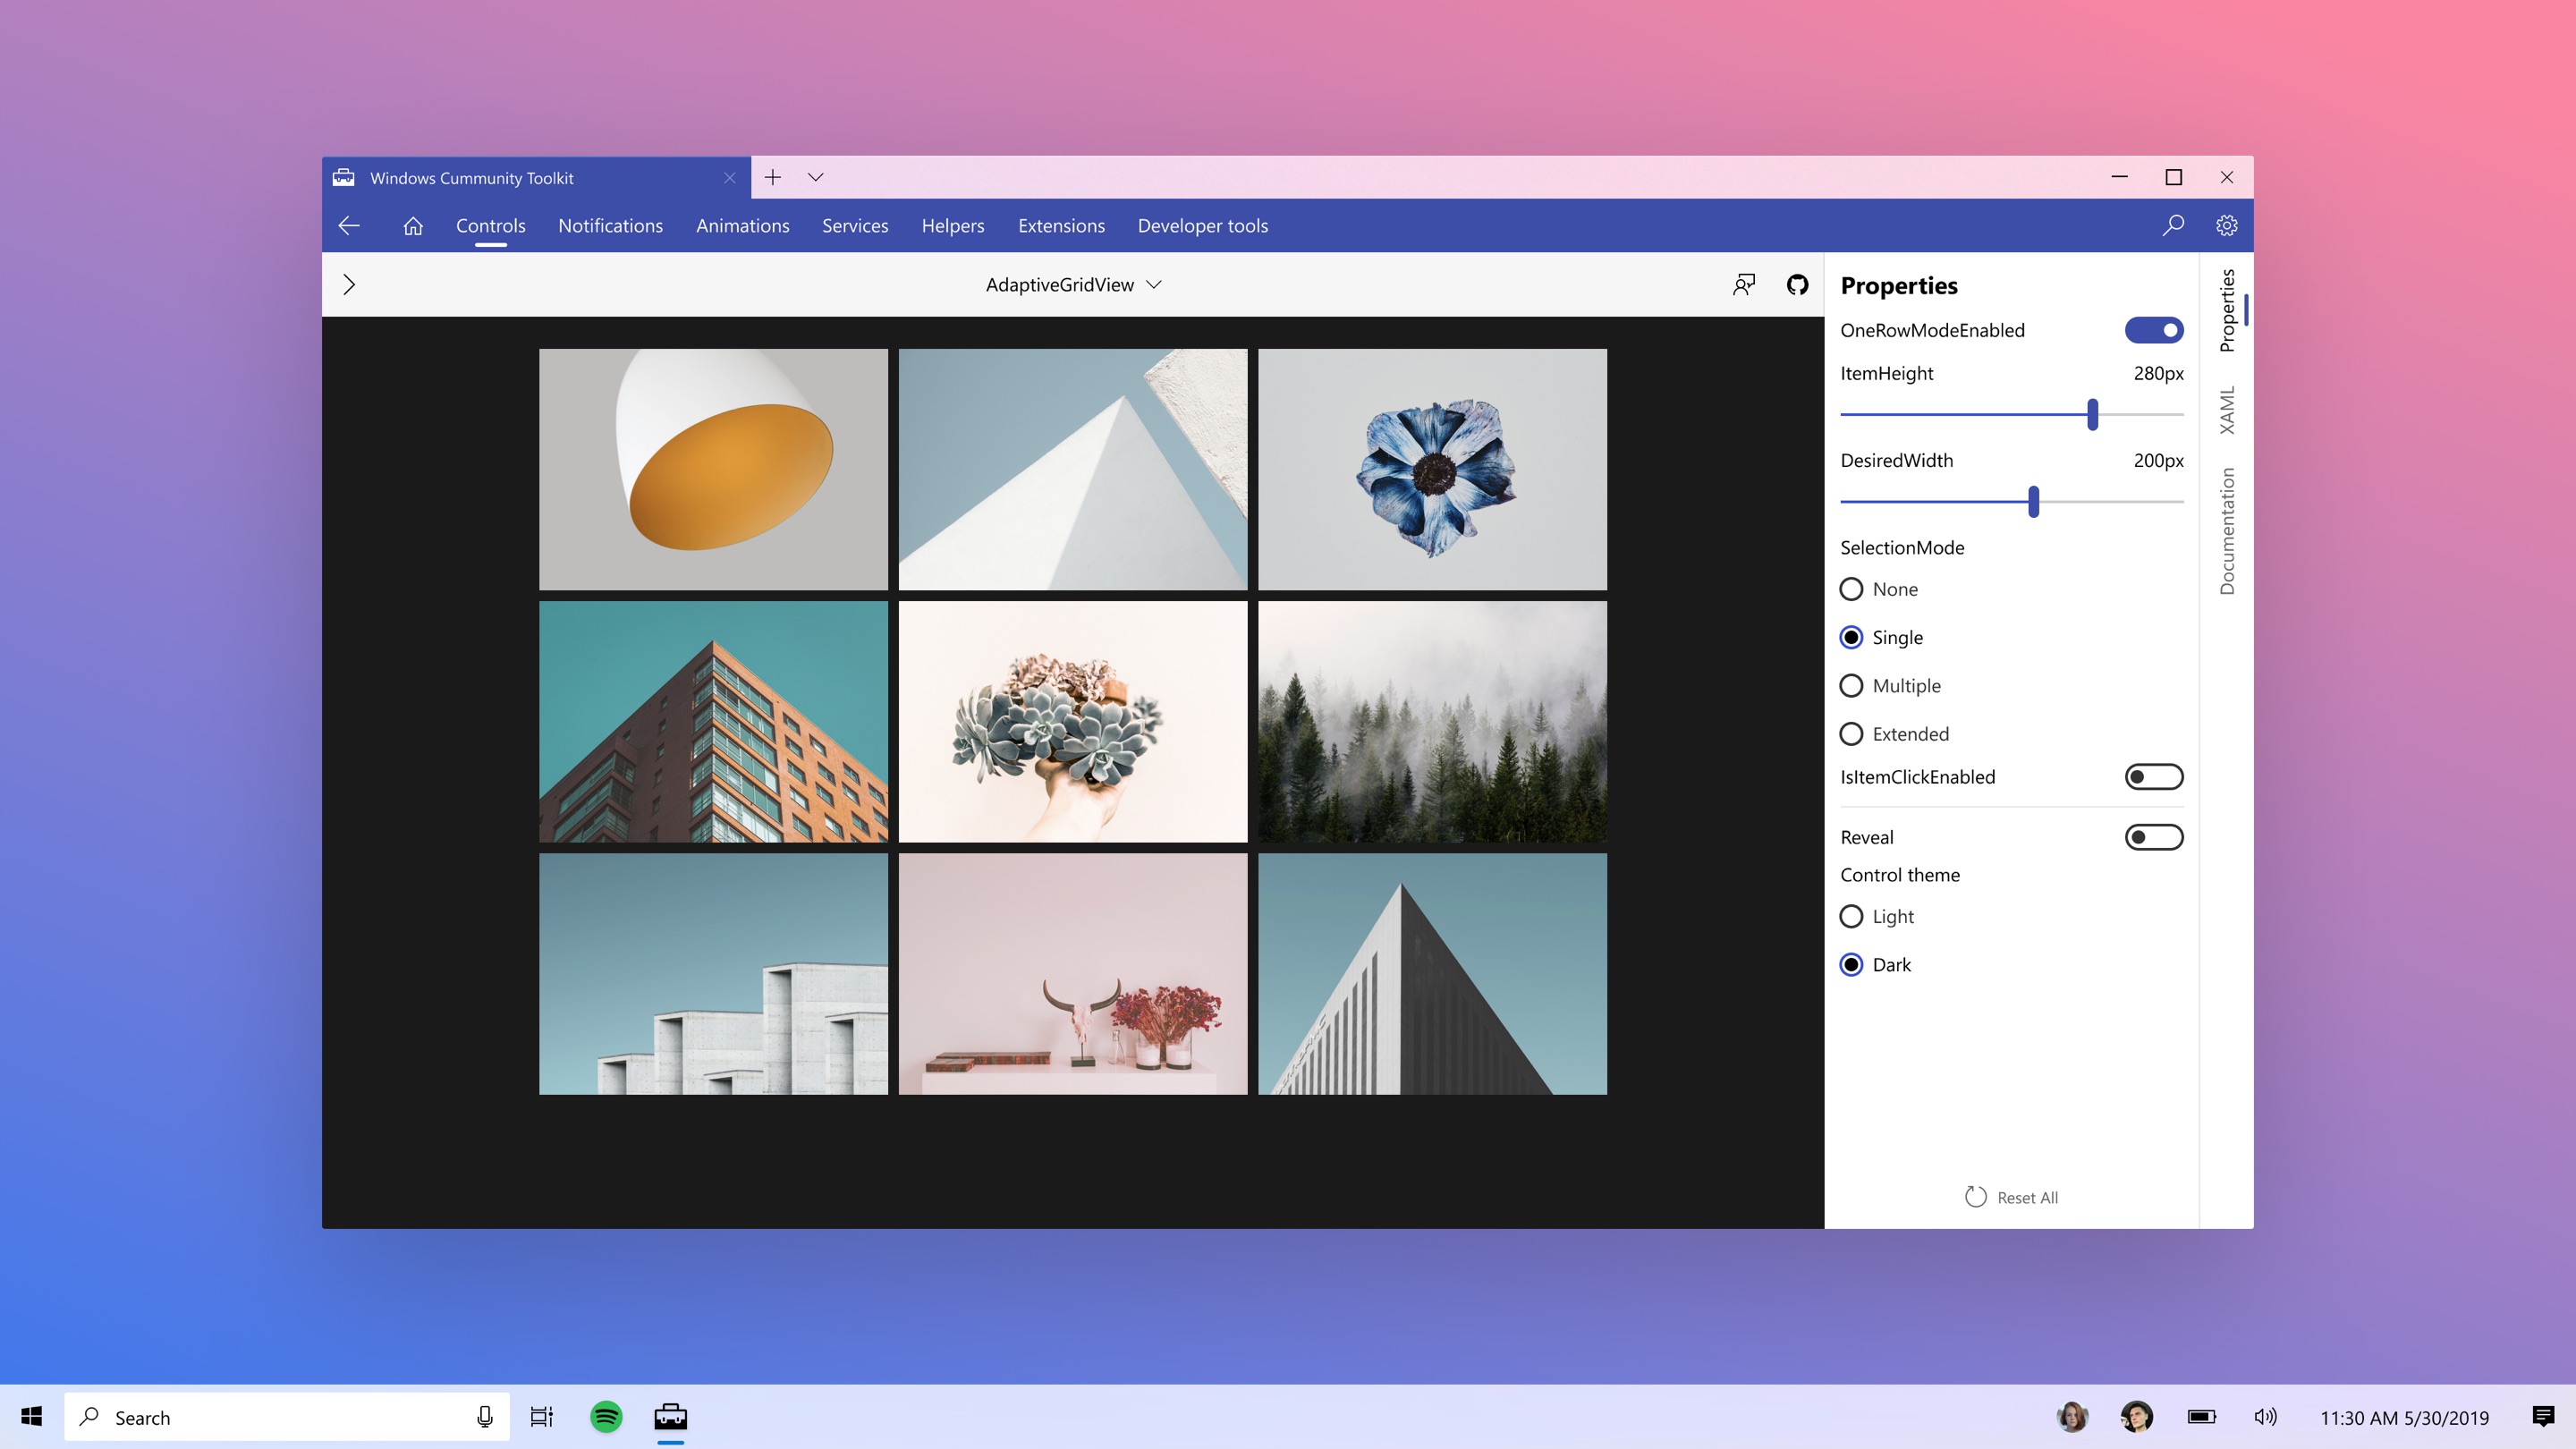 Windows Cummunity Toolkit
Controls Notifications Animations Services Helpers Extensions Developer tools
AdaptiveGridView
Properties
OneRowModeEnabled
ItemHeight 280px
DesiredWidth 200px
SelectionMode
None
Single
Multiple
Extended
IsItemClickEnabled
Reveal
Control theme
Light
Dark
Reset All
Properties
XAML
Documentation
Search
11:30 AM 5/30/2019